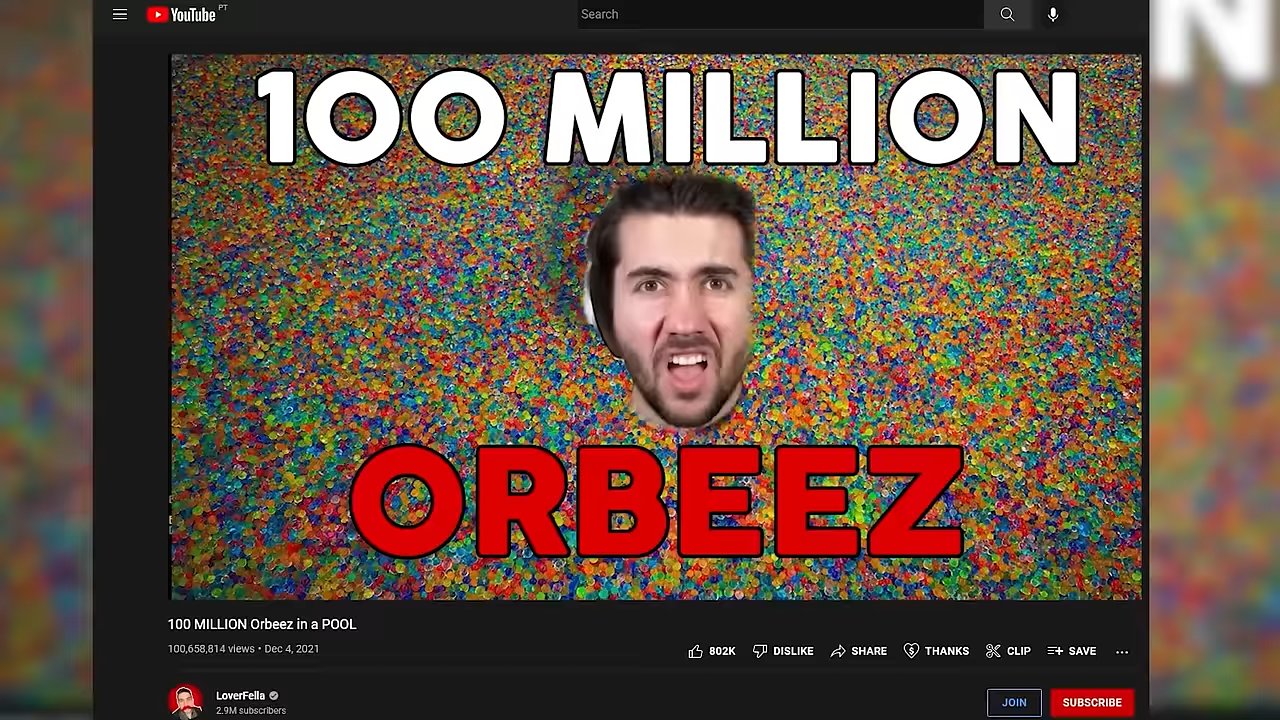 YouTube PT
Search
100 MILLION
ORBEEZ
100 MILLION Orbeez in a POOL
100,658,814 views • Dec 4, 2021
802K DISLIKE SHARE THANKS CLIP SAVE ...
LoverFella
2.9M subscribers
JOIN SUBSCRIBE
N